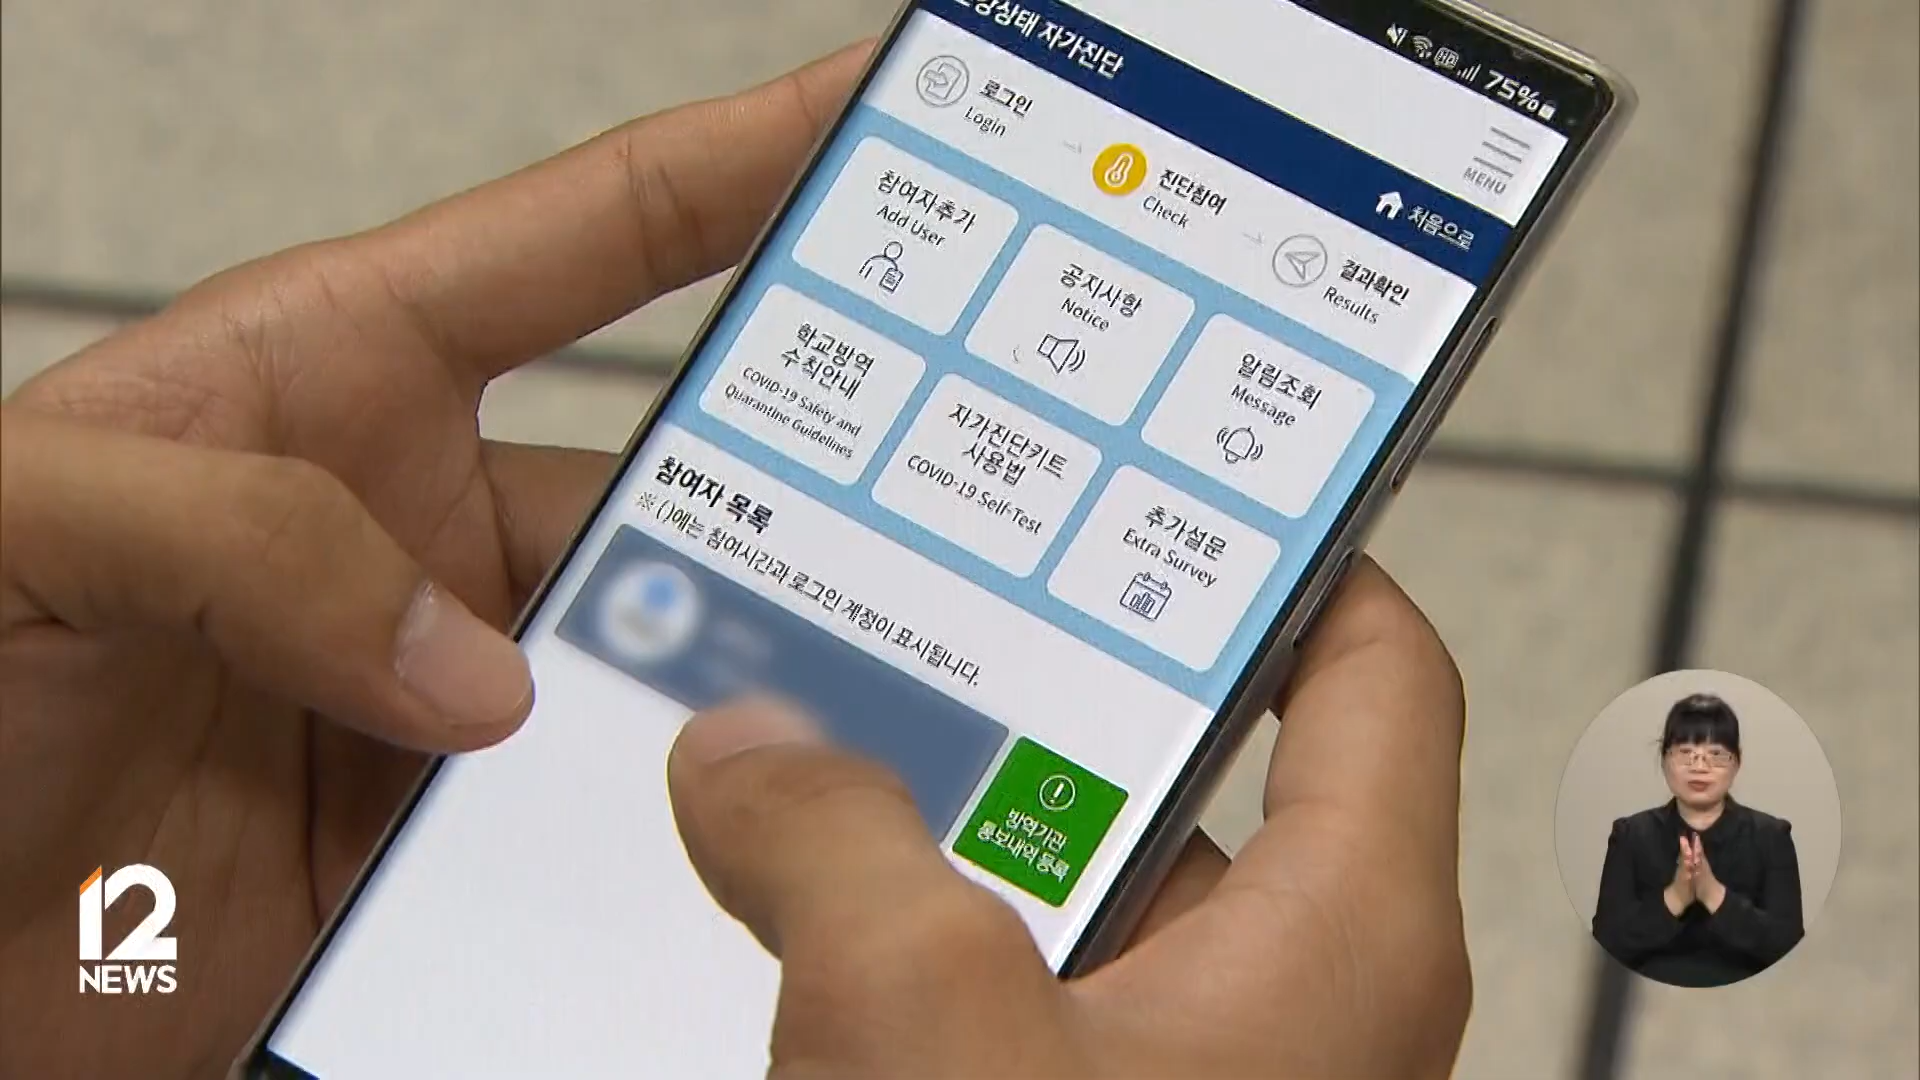 75%
MENU
건강상태 자가진단
처음으로
로그인
Login
진단참여
Check
결과확인
Results
참여자추가
Add User
공지사항
Notice
알림조회
Message
학교방역
수칙안내
COVID-19 Safety and
Quarantine Guidelines
자가진단키트
사용법
COVID-19 Self-Test
추가설문
Extra Survey
참여자 목록
※ ()에는 참여시간과 로그인 계정이 표시됩니다.
방역기관
통보내역 등록
12
NEWS